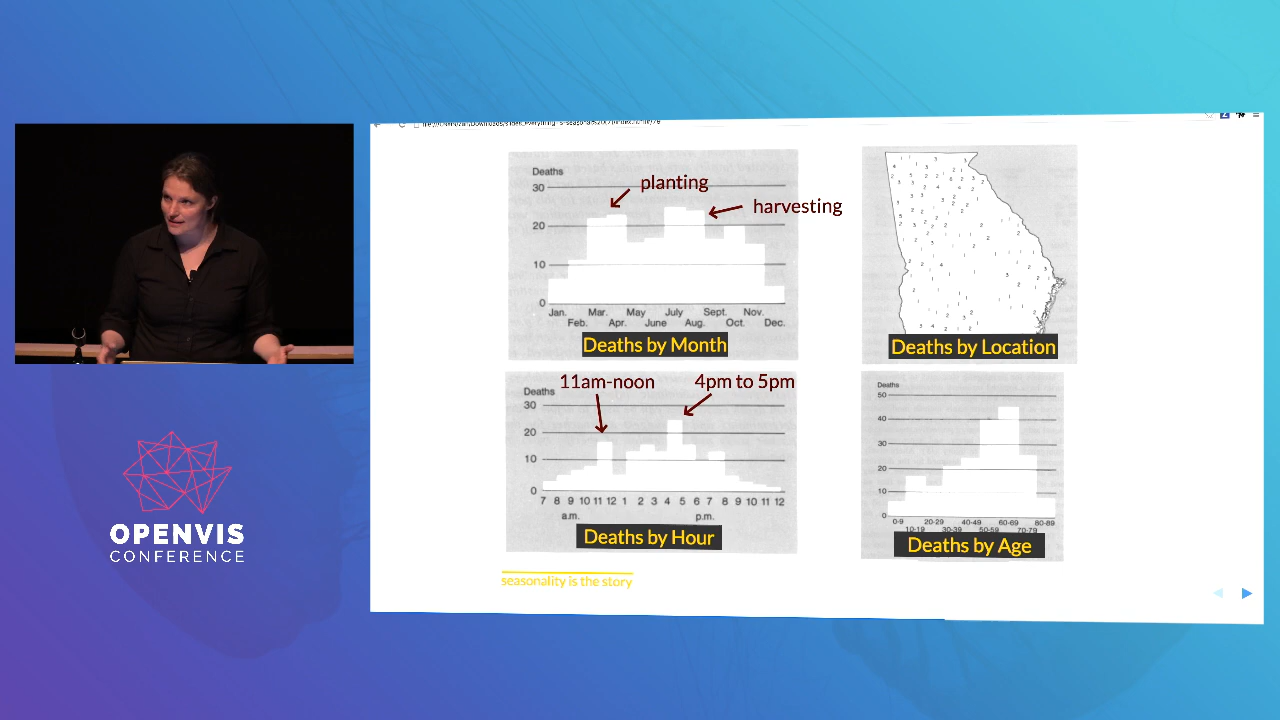 Deaths
30
20
10
0
planting
harvesting
Jan. Mar. May July Sept. Nov.
Feb. Apr. June Aug. Oct. Dec.
Deaths by Month
Deaths by Location
11am-noon
4pm to 5pm
Deaths
30
20
10
0
7 8 9 10 11 12 1 2 3 4 5 6 7 8 9 10 11 12
a.m. p.m.
Deaths by Hour
Deaths
50
40
30
20
10
0
0-9 20-29 40-49 60-69 80-89
10-19 30-39 50-59 70-79
Deaths by Age
seasonality is the story
OPENVIS
CONFERENCE